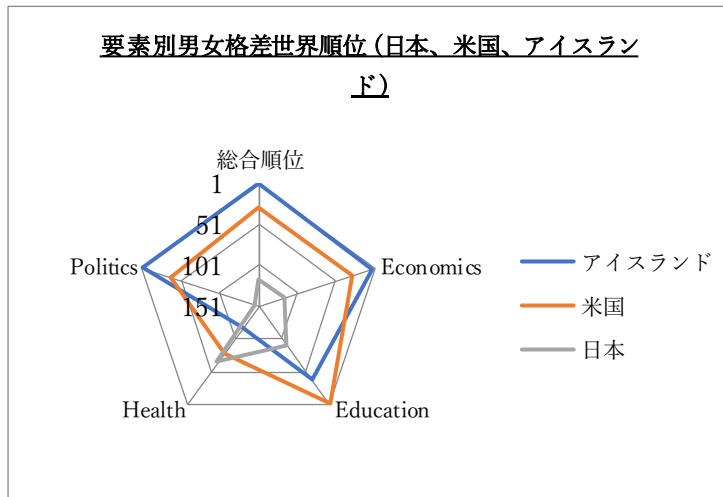 要素別男女格差世界順位(日本、米国、アイスラン
ド)
総合順位
1
51
101
151
Politics
Economics
Health
Education
アイスランド
米国
日本